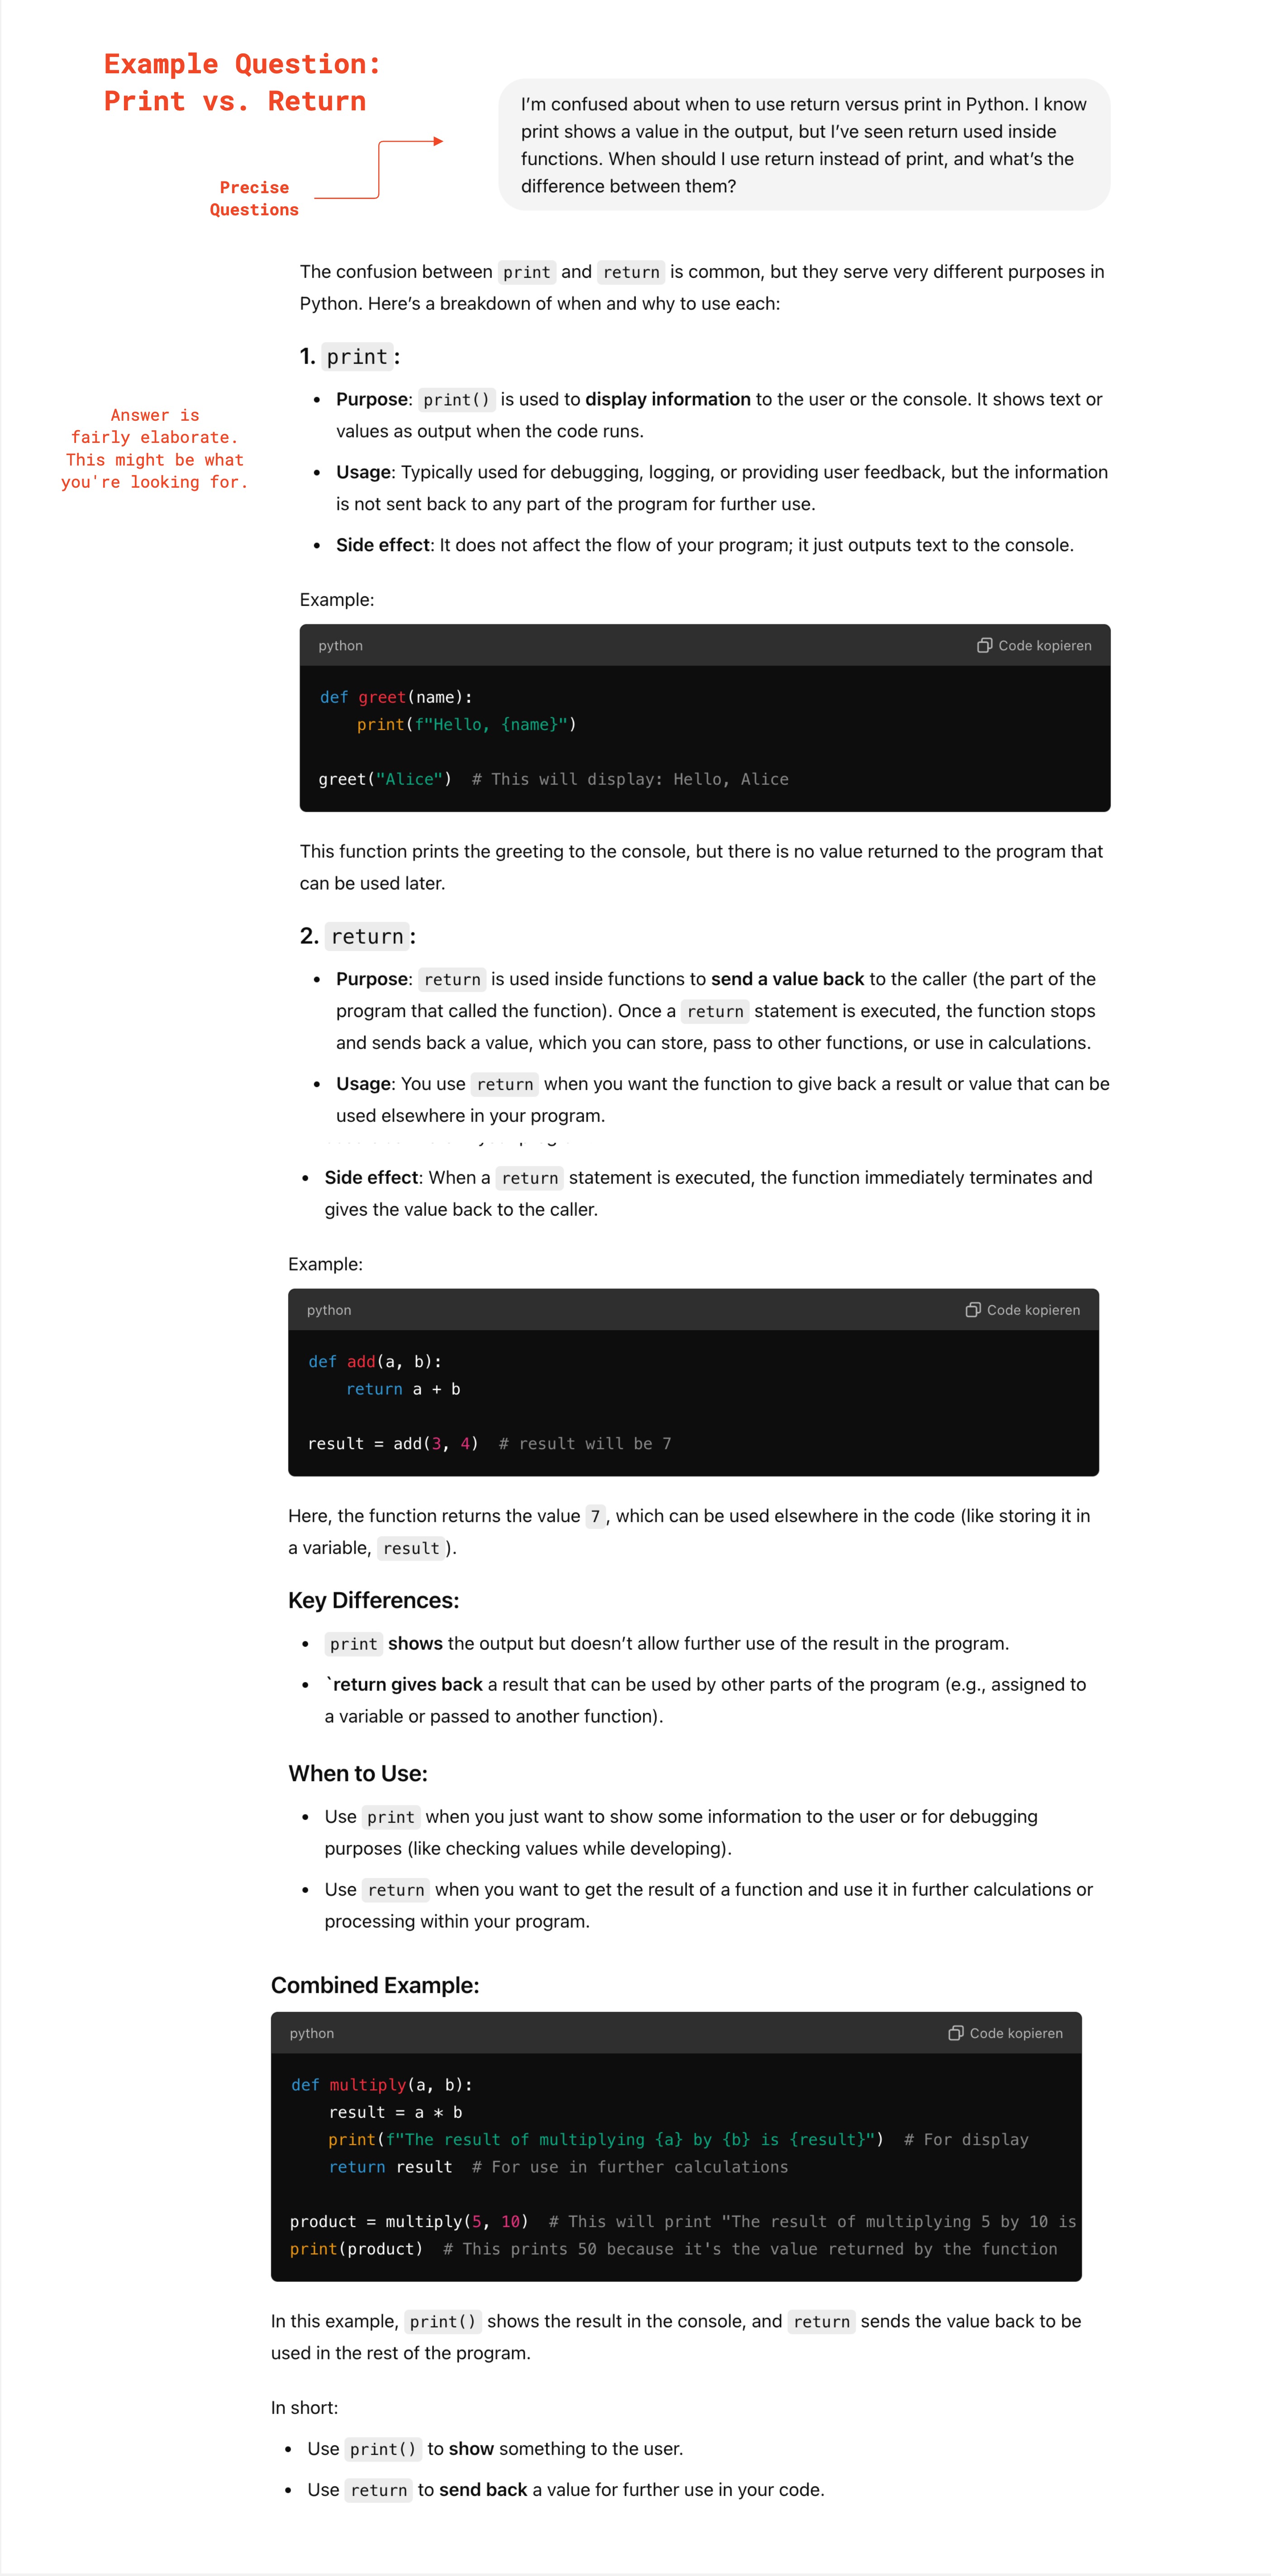 Example Question:
Print vs. Return
I'm confused about when to use return versus print in Python. I know
print shows a value in the output, but I've seen return used inside
functions. When should I use return instead of print, and what's the
difference between them?
Precise
Questions
The confusion between print and return is common, but they serve very different purposes in
Python. Here's a breakdown of when and why to use each:
1. print:
• Purpose: print() is used to display information to the user or the console. It shows text or
values as output when the code runs.
Answer is
fairly elaborate.
This might be what
you're looking for.
• Usage: Typically used for debugging, logging, or providing user feedback, but the information
is not sent back to any part of the program for further use.
• Side effect: It does not affect the flow of your program; it just outputs text to the console.
Example:
python Code kopieren
def greet(name):
    print(f"Hello, {name}")
greet("Alice")  # This will display: Hello, Alice
This function prints the greeting to the console, but there is no value returned to the program that
can be used later.
2. return:
• Purpose: return is used inside functions to send a value back to the caller (the part of the
program that called the function). Once a return statement is executed, the function stops
and sends back a value, which you can store, pass to other functions, or use in calculations.
• Usage: You use return when you want the function to give back a result or value that can be
used elsewhere in your program.
• Side effect: When a return statement is executed, the function immediately terminates and
gives the value back to the caller.
Example:
python Code kopieren
def add(a, b):
    return a + b
result = add(3, 4)  # result will be 7
Here, the function returns the value 7, which can be used elsewhere in the code (like storing it in
a variable, result).
Key Differences:
• print shows the output but doesn't allow further use of the result in the program.
• `return gives back a result that can be used by other parts of the program (e.g., assigned to
a variable or passed to another function).
When to Use:
• Use print when you just want to show some information to the user or for debugging
purposes (like checking values while developing).
• Use return when you want to get the result of a function and use it in further calculations or
processing within your program.
Combined Example:
python Code kopieren
def multiply(a, b):
    result = a * b
    print(f"The result of multiplying {a} by {b} is {result}")  # For display
    return result  # For use in further calculations
product = multiply(5, 10)  # This will print "The result of multiplying 5 by 10 is
print(product)  # This prints 50 because it's the value returned by the function
In this example, print() shows the result in the console, and return sends the value back to be
used in the rest of the program.
In short:
• Use print() to show something to the user.
• Use return to send back a value for further use in your code.